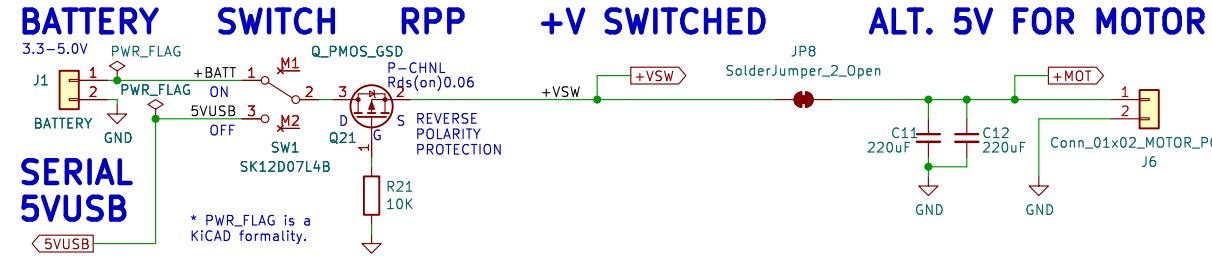 BATTERY SWITCH RPP +V SWITCHED ALT. 5V FOR MOTOR
3.3-5.0V
PWR_FLAG
Q_PMOS_GSD
JP8
SolderJumper_2_Open
J1
1
2
BATTERY
GND
PWR_FLAG
+BATT
ON
5VUSB
OFF
1
3
2
M1
M2
SW1
SK12D07L4B
P-CHNL
Rds(on)0.06
3
2
D
S
G
1
Q21
REVERSE
POLARITY
PROTECTION
R21
10K
+VSW
+VSW
+MOT
C11
220uF
C12
220uF
GND
GND
1
2
Conn_01x02_MOTOR_P
J6
SERIAL
5VUSB
5VUSB
* PWR_FLAG is a
KiCAD formality.